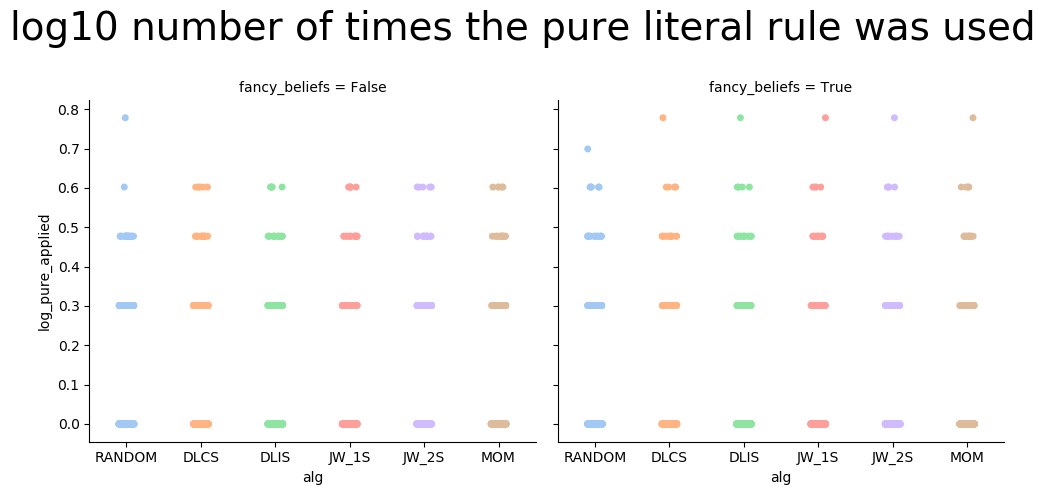 log10 number of times the pure literal rule was used
fancy_beliefs = False
fancy_beliefs = True
log_pure_applied
0.8
0.7
0.6
0.5
0.4
0.3
0.2
0.1
0.0
RANDOM DLCS DLIS JW_1S JW_2S MOM
RANDOM DLCS DLIS JW_1S JW_2S MOM
alg
alg